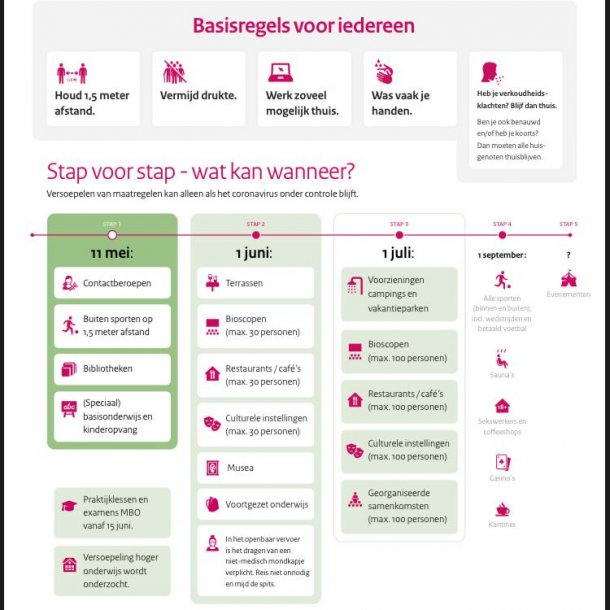 Basisregels voor iedereen
1,5 M
Houd 1,5 meter
afstand.
Vermijd drukte.
Werk zoveel
mogelijk thuis.
Was vaak je
handen.
Heb je verkoudheids-
klachten? Blijf dan thuis.
Ben je ook benauwd
en/of heb je koorts?
Dan moeten alle huis-
genoten thuisblijven.
Stap voor stap - wat kan wanneer?
Versoepelen van maatregelen kan alleen als het coronavirus onder controle blijft.
STAP 1
11 mei:
Contactberoepen
Buiten sporten op
1,5 meter afstand
Bibliotheken
abc
(Speciaal)
basisonderwijs en
kinderopvang
Praktijklessen en
examens MBO
vanaf 15 juni.
Versoepeling hoger
onderwijs wordt
onderzocht.
STAP 2
1 juni:
Terrassen
Bioscopen
(max. 30 personen)
Restaurants / café's
(max. 30 personen)
Culturele instellingen
(max. 30 personen)
Musea
Voortgezet onderwijs
In het openbaar vervoer
is het dragen van een
niet-medisch mondkapje
verplicht. Reis niet onnodig
en mijd de spits.
STAP 3
1 juli:
Voorzieningen
campings en
vakantieparken
Bioscopen
(max. 100 personen)
Restaurants / café's
(max. 100 personen)
Culturele instellingen
(max. 100 personen)
Georganiseerde
samenkomsten
(max. 100 personen)
STAP 4
1 september:
Alle sporten
(binnen en buiten),
incl. wedstrijden en
betaald voetbal
Sauna's
18+
Sekswerkers en
coffeeshops
Casino's
Kantines
STAP 5
?
Evenementen